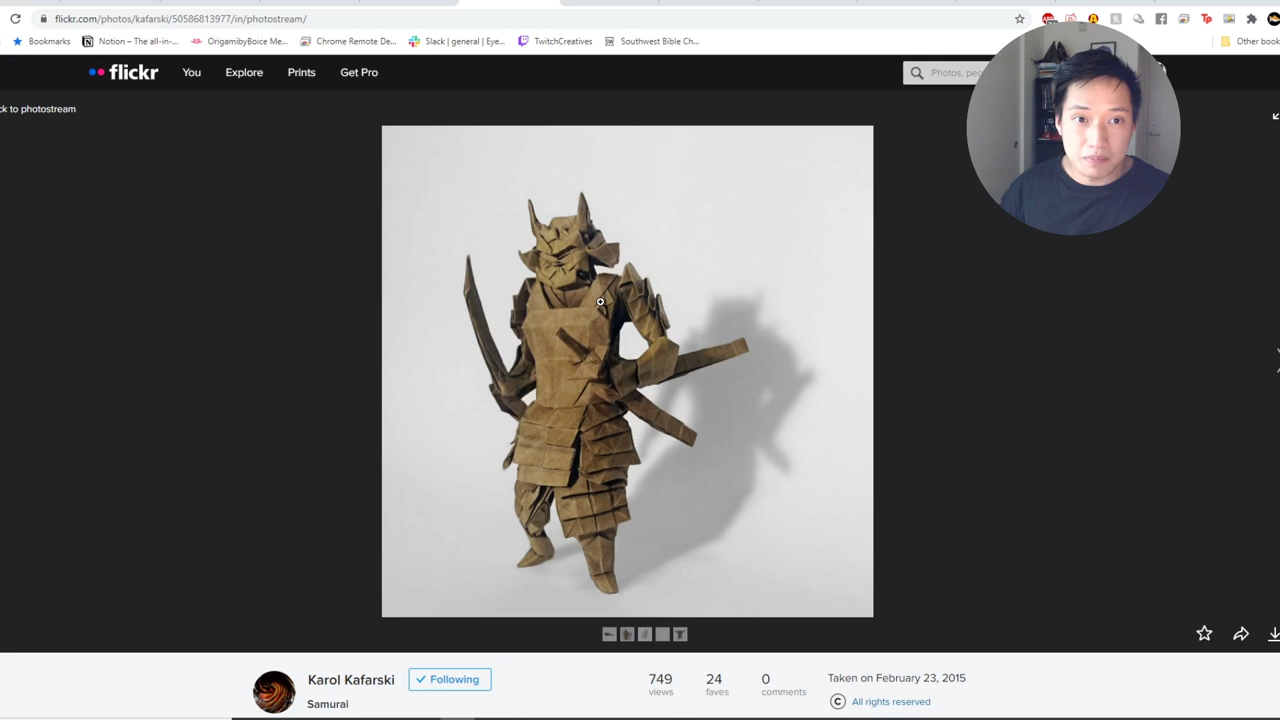 flickr.com/photos/kafarski/50586813977/in/photostream/
Bookmarks Notion – The all-in-... OrigamibyBoice Me... Chrome Remote De... Slack | general | Eye... TwitchCreatives Southwest Bible Ch... Other book
flickr You Explore Prints Get Pro Photos, peo
ck to photostream
Karol Kafarski Following
Samurai
749
views
24
faves
0
comments
Taken on February 23, 2015
All rights reserved